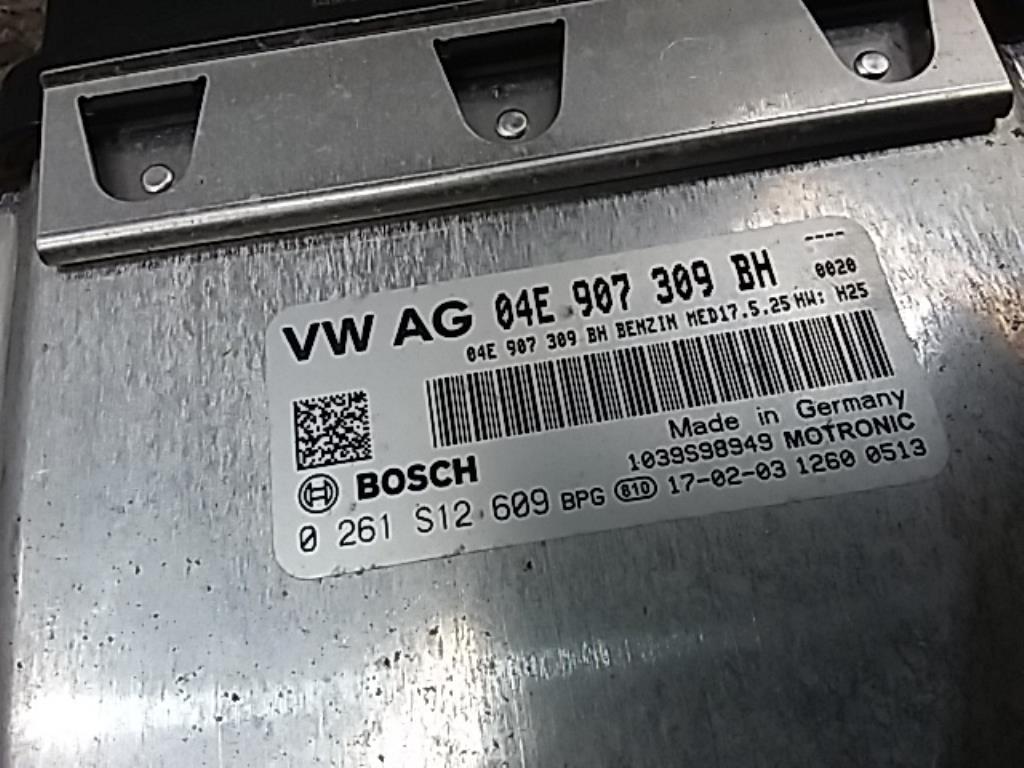 ----
VW AG 04E 907 309 BH 0020
04E 907 309 BH BENZIN MED17.5.25 HW: H25
Made in Germany
1039S98949 MOTRONIC
BOSCH
0 261 S12 609 BPG 81D 17-02-03 1260 0513